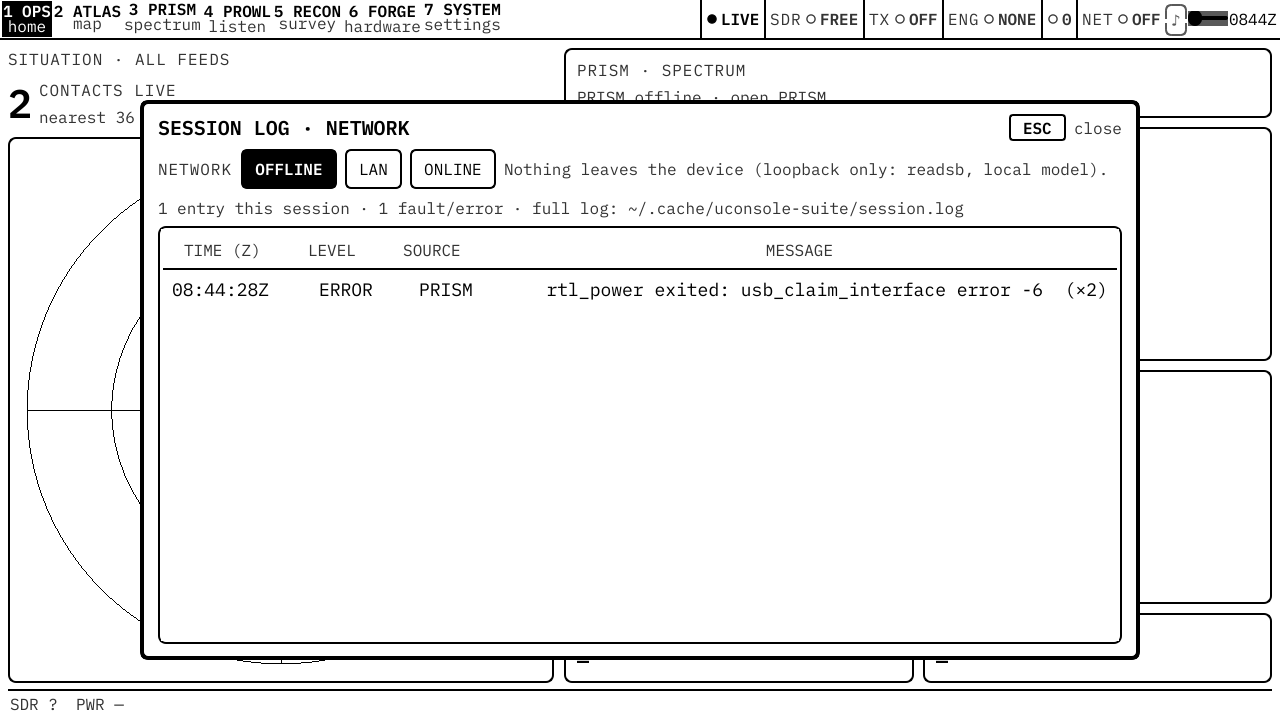 1 OPS 2 ATLAS 3 PRISM 4 PROWL 5 RECON 6 FORGE 7 SYSTEM
home map spectrum listen survey hardware settings
LIVE SDR FREE TX OFF ENG NONE 0 NET OFF ♪ 0844Z
SITUATION · ALL FEEDS
2 CONTACTS LIVE
nearest 36
PRISM · SPECTRUM
PRISM offline · open PRISM
SESSION LOG · NETWORK
ESC close
NETWORK OFFLINE LAN ONLINE Nothing leaves the device (loopback only: readsb, local model).
1 entry this session · 1 fault/error · full log: ~/.cache/uconsole-suite/session.log
TIME (Z) LEVEL SOURCE MESSAGE
08:44:28Z ERROR PRISM rtl_power exited: usb_claim_interface error -6 (×2)
SDR ? PWR —